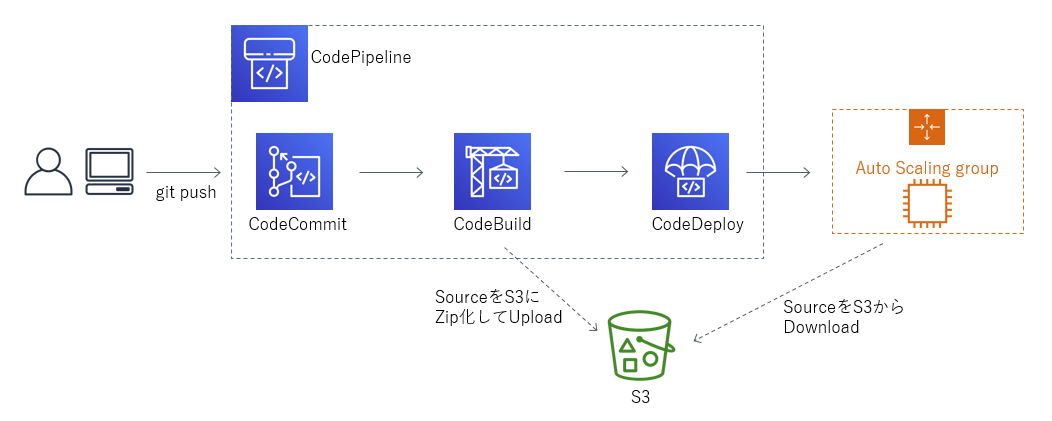 CodePipeline
git push
CodeCommit
CodeBuild
CodeDeploy
Auto Scaling group
SourceをS3に
Zip化してUpload
SourceをS3から
Download
S3